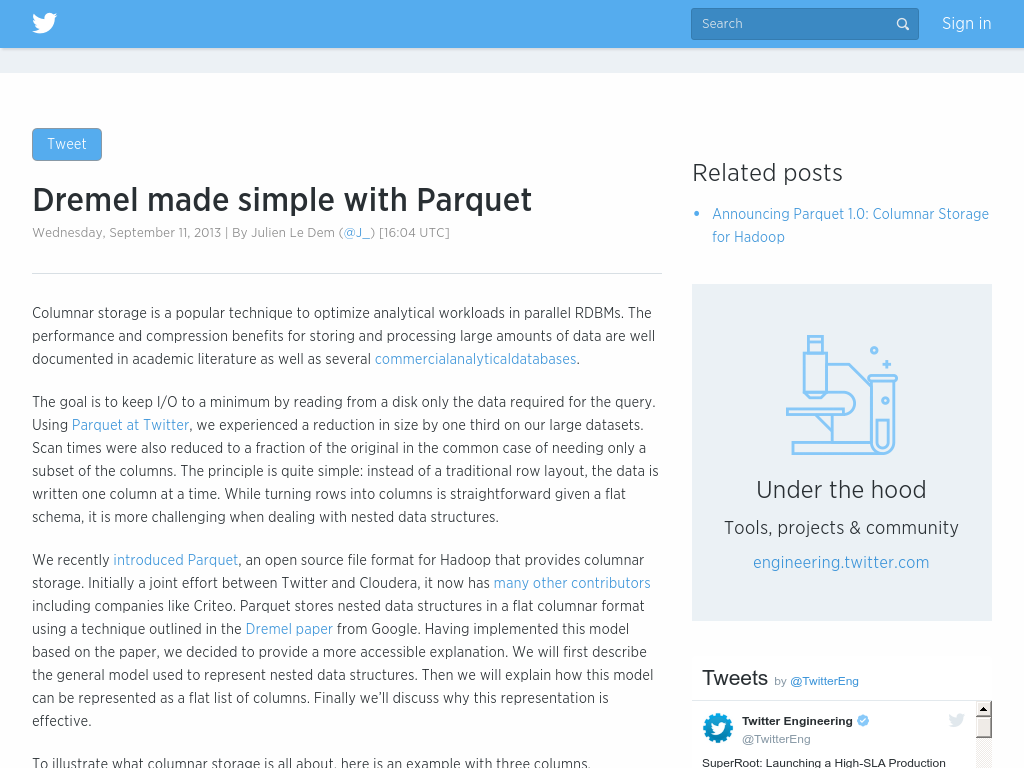 Search
Sign in
Tweet
Dremel made simple with Parquet
Wednesday, September 11, 2013 | By Julien Le Dem (@J_) [16:04 UTC]
Columnar storage is a popular technique to optimize analytical workloads in parallel RDBMs. The
performance and compression benefits for storing and processing large amounts of data are well
documented in academic literature as well as several commercialanalyticaldatabases.
The goal is to keep I/O to a minimum by reading from a disk only the data required for the query.
Using Parquet at Twitter, we experienced a reduction in size by one third on our large datasets.
Scan times were also reduced to a fraction of the original in the common case of needing only a
subset of the columns. The principle is quite simple: instead of a traditional row layout, the data is
written one column at a time. While turning rows into columns is straightforward given a flat
schema, it is more challenging when dealing with nested data structures.
We recently introduced Parquet, an open source file format for Hadoop that provides columnar
storage. Initially a joint effort between Twitter and Cloudera, it now has many other contributors
including companies like Criteo. Parquet stores nested data structures in a flat columnar format
using a technique outlined in the Dremel paper from Google. Having implemented this model
based on the paper, we decided to provide a more accessible explanation. We will first describe
the general model used to represent nested data structures. Then we will explain how this model
can be represented as a flat list of columns. Finally we’ll discuss why this representation is
effective.
To illustrate what columnar storage is all about, here is an example with three columns.
Related posts
Announcing Parquet 1.0: Columnar Storage
for Hadoop
Under the hood
Tools, projects & community
engineering.twitter.com
Tweets by @TwitterEng
Twitter Engineering
@TwitterEng
SuperRoot: Launching a High-SLA Production